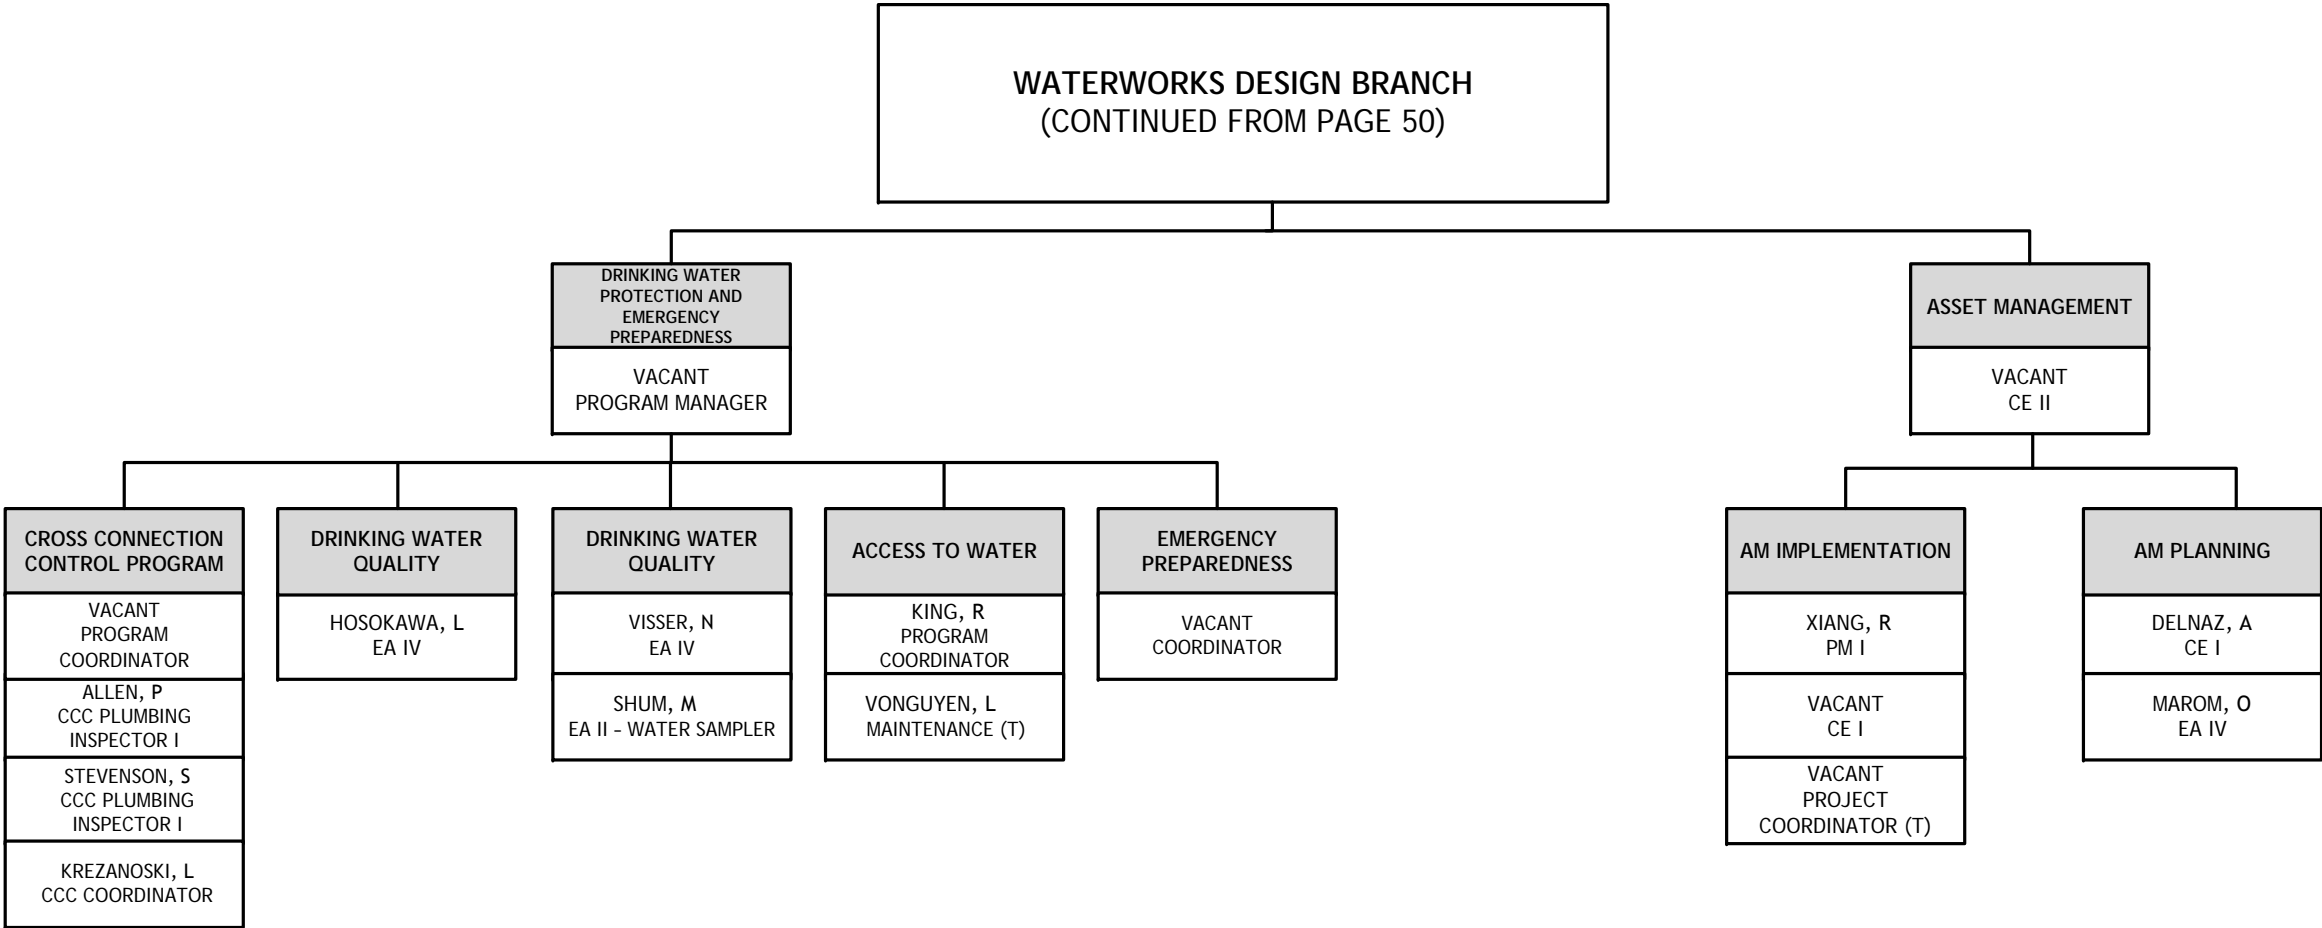 WATERWORKS DESIGN BRANCH
(CONTINUED FROM PAGE 50)
DRINKING WATER
PROTECTION AND
EMERGENCY
PREPAREDNESS
VACANT
PROGRAM MANAGER
ASSET MANAGEMENT
VACANT
CE II
CROSS CONNECTION
CONTROL PROGRAM
VACANT
PROGRAM
COORDINATOR
ALLEN, P
CCC PLUMBING
INSPECTOR I
STEVENSON, S
CCC PLUMBING
INSPECTOR I
KREZANOSKI, L
CCC COORDINATOR
DRINKING WATER
QUALITY
HOSOKAWA, L
EA IV
DRINKING WATER
QUALITY
VISSER, N
EA IV
SHUM, M
EA II - WATER SAMPLER
ACCESS TO WATER
KING, R
PROGRAM
COORDINATOR
VONGUYEN, L
MAINTENANCE (T)
EMERGENCY
PREPAREDNESS
VACANT
COORDINATOR
AM IMPLEMENTATION
XIANG, R
PM I
VACANT
CE I
VACANT
PROJECT
COORDINATOR (T)
AM PLANNING
DELNAZ, A
CE I
MAROM, O
EA IV